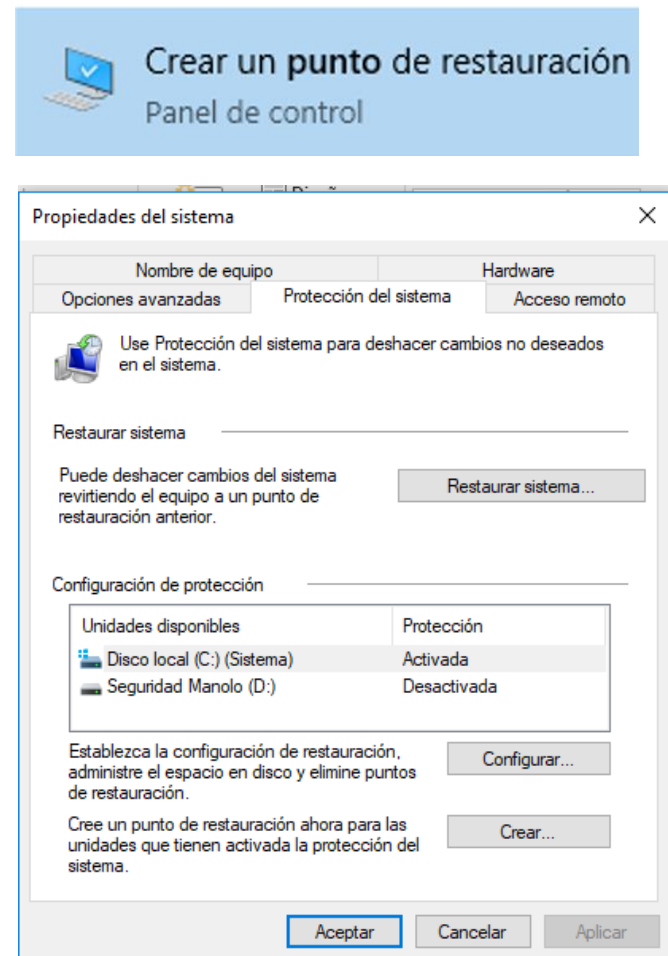 Crear un punto de restauración
Panel de control
Propiedades del sistema
Nombre de equipo
Hardware
Opciones avanzadas
Protección del sistema
Acceso remoto
Use Protección del sistema para deshacer cambios no deseados
en el sistema.
Restaurar sistema
Puede deshacer cambios del sistema
revirtiendo el equipo a un punto de
restauración anterior.
Restaurar sistema...
Configuración de protección
Unidades disponibles
Protección
Disco local (C:) (Sistema)
Activada
Seguridad Manolo (D:)
Desactivada
Establezca la configuración de restauración,
administre el espacio en disco y elimine puntos
de restauración.
Configurar...
Cree un punto de restauración ahora para las
unidades que tienen activada la protección del
sistema.
Crear...
Aceptar
Cancelar
Aplicar